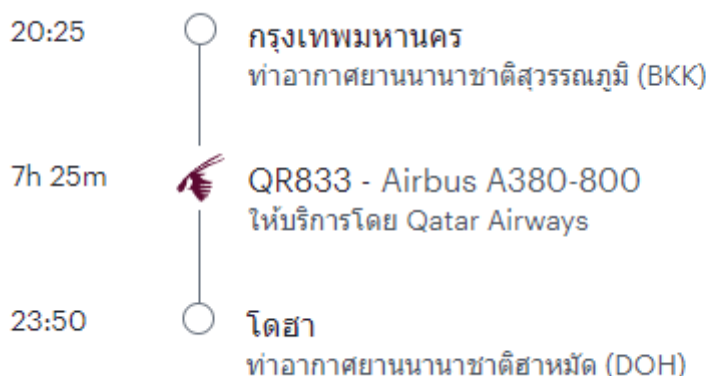 20:25
กรุงเทพมหานคร
ท่าอากาศยานนานาชาติสุวรรณภูมิ (BKK)
7h 25m
QR833 - Airbus A380-800
ให้บริการโดย Qatar Airways
23:50
โดฮา
ท่าอากาศยานนานาชาติฮาหมัด (DOH)